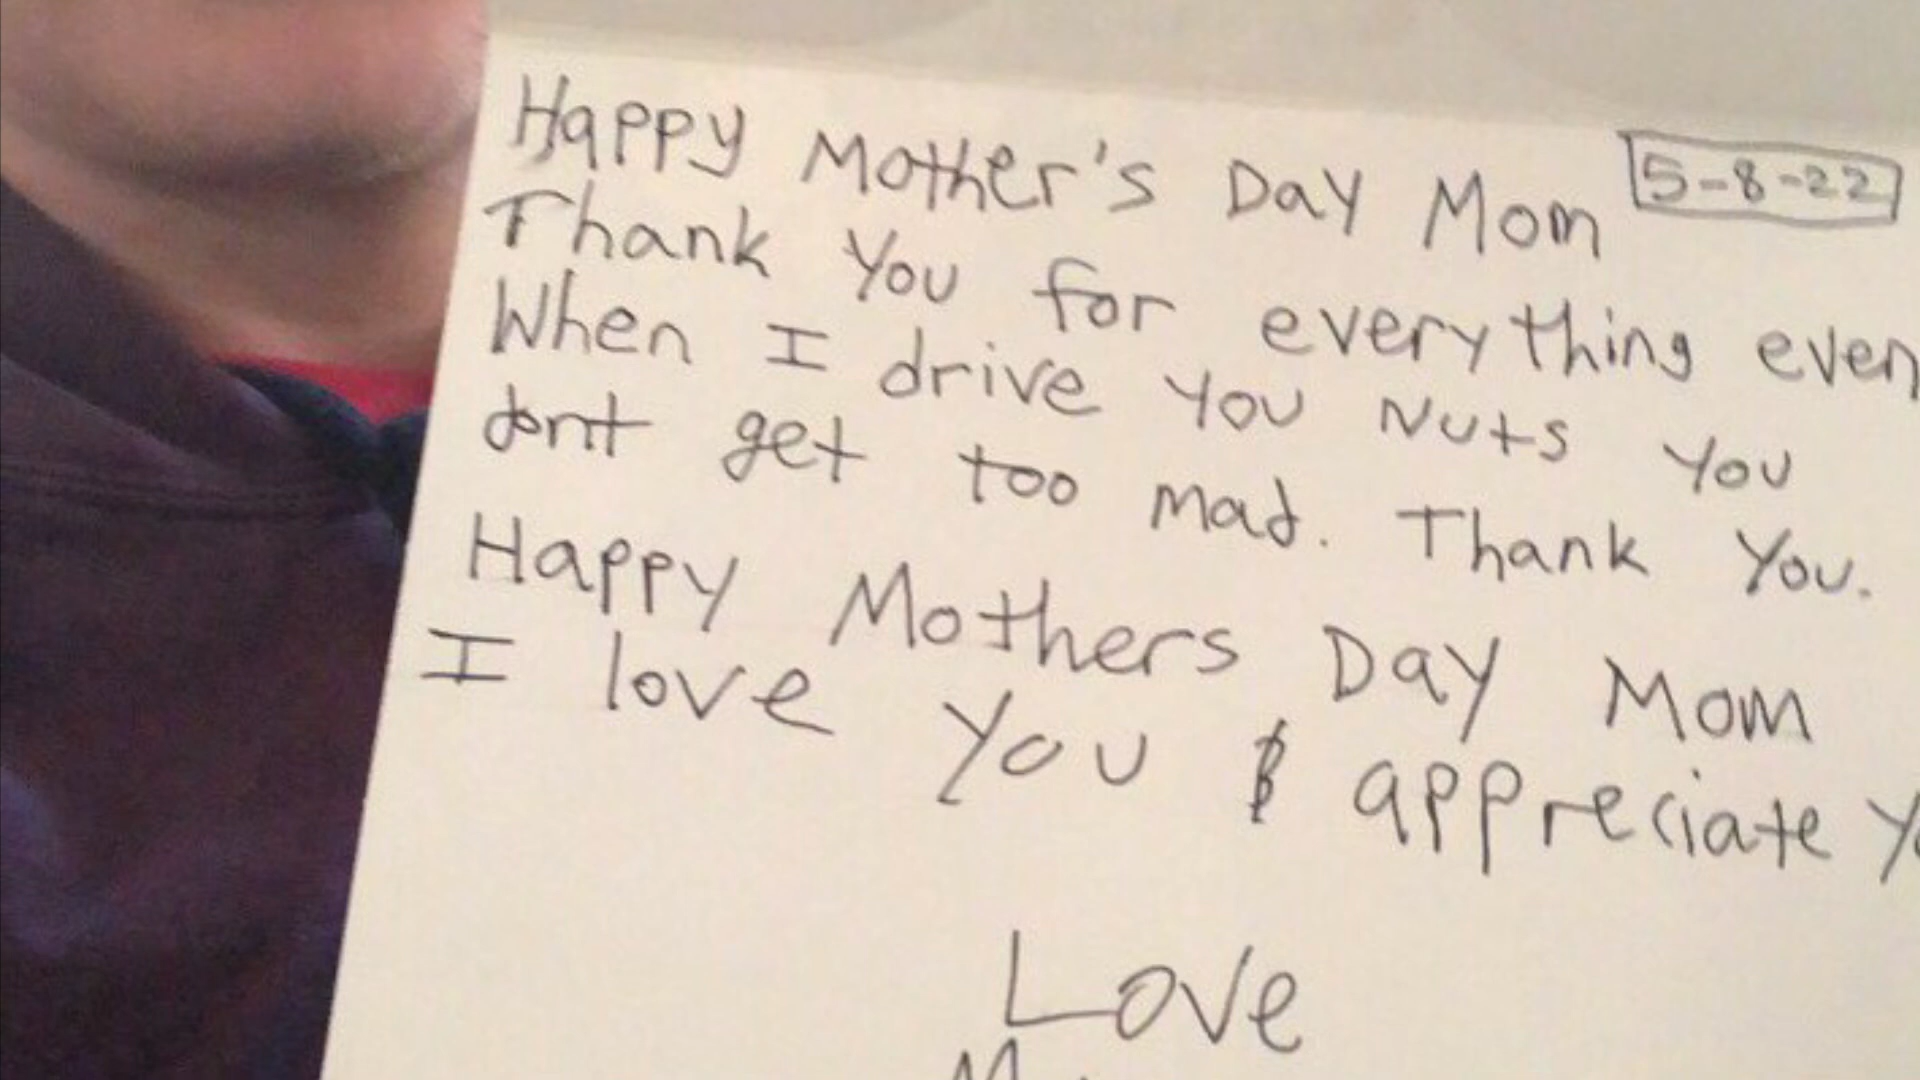 Happy Mother's Day Mom 5-8-22
Thank You for everything even
When I drive you Nuts you
dont get too mad. Thank You.
Happy Mothers Day Mom
I love You & appreciate
Love